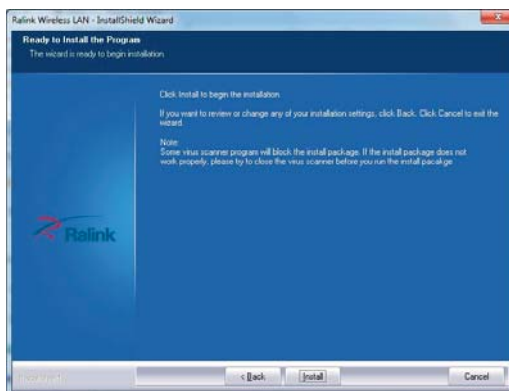 Ralink Wireless LAN - InstallShield Wizard
Ready to Install the Program
The wizard is ready to begin installation.
Click Install to begin the installation.
If you want to review or change any of your installation settings, click Back. Click Cancel to exit the
wizard.
Note:
Some virus scanner program will block the install package. If the install package does not
work properly, please try to close the virus scanner before you run the install pacakge
Ralink
InstallShield
< Back
Install
Cancel